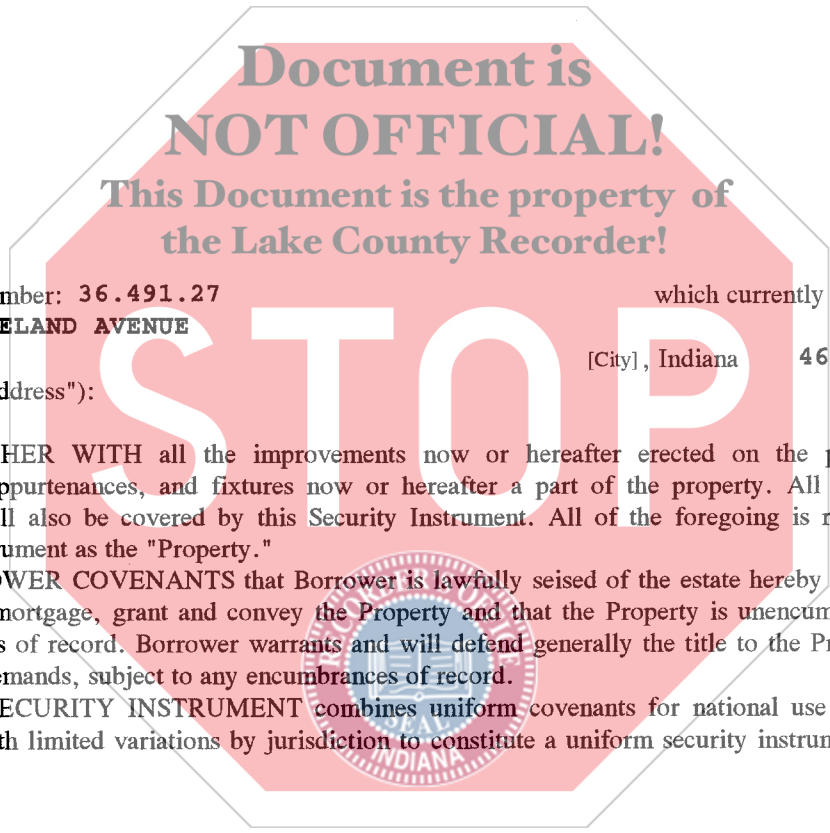 Document is
NOT OFFICIAL!
This Document is the property of
the Lake County Recorder!
mber: 36.491.27 which currently
ELAND AVENUE
[City], Indiana 46
ddress"):
STOP
HER WITH all the improvements now or hereafter erected on the p
ppurtenances, and fixtures now or hereafter a part of the property. All
ll also be covered by this Security Instrument. All of the foregoing is r
ument as the "Property."
OWER COVENANTS that Borrower is lawfully seised of the estate hereby
mortgage, grant and convey the Property and that the Property is unencum
s of record. Borrower warrants and will defend generally the title to the Pr
emands, subject to any encumbrances of record.
ECURITY INSTRUMENT combines uniform covenants for national use
th limited variations by jurisdiction to constitute a uniform security instrum
RECORDER'S OFFICE
SEAL
INDIANA